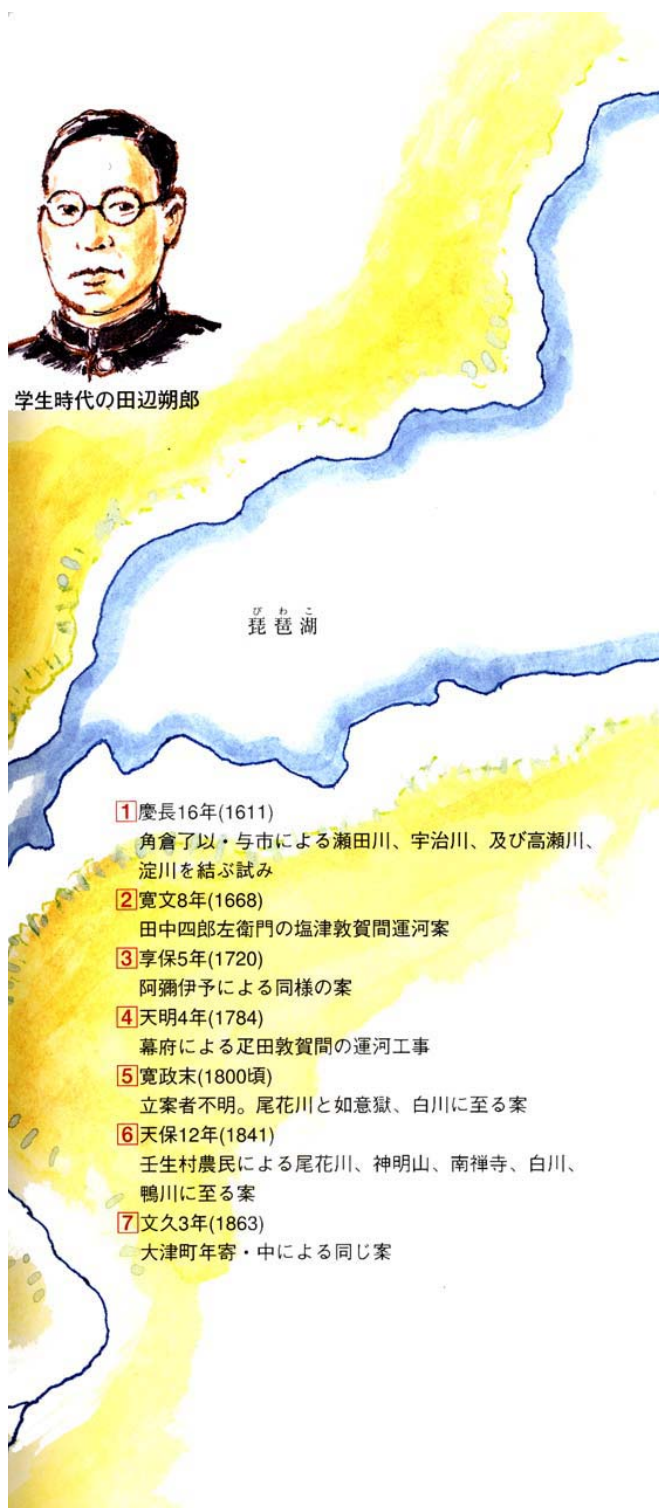 学生時代の田辺朔郎
びわこ
琵琶湖
1 慶長16年(1611)
角倉了以・与市による瀬田川、宇治川、及び高瀬川、
淀川を結ぶ試み
2 寛文8年(1668)
田中四郎左衛門の塩津敦賀間運河案
3 享保5年(1720)
阿彌伊予による同様の案
4 天明4年(1784)
幕府による疋田敦賀間の運河工事
5 寛政末(1800頃)
立案者不明。尾花川と如意獄、白川に至る案
6 天保12年(1841)
壬生村農民による尾花川、神明山、南禅寺、白川、
鴨川に至る案
7 文久3年(1863)
大津町年寄・中による同じ案